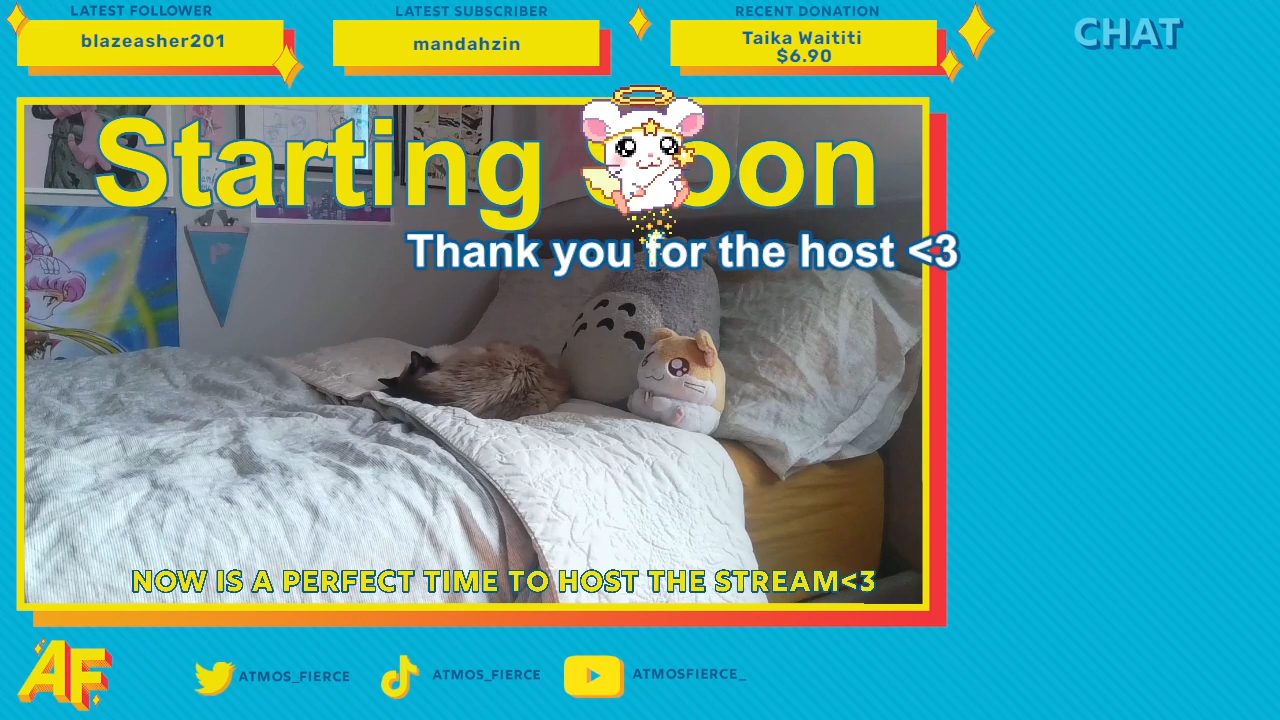 LATEST FOLLOWER
blazeasher201
LATEST SUBSCRIBER
mandahzin
RECENT DONATION
Taika Waititi
$6.90
CHAT
Starting Soon
Thank you for the host <3
P
NOW IS A PERFECT TIME TO HOST THE STREAM<3
AF
ATMOS_FIERCE
ATMOS_FIERCE
ATMOSFIERCE_